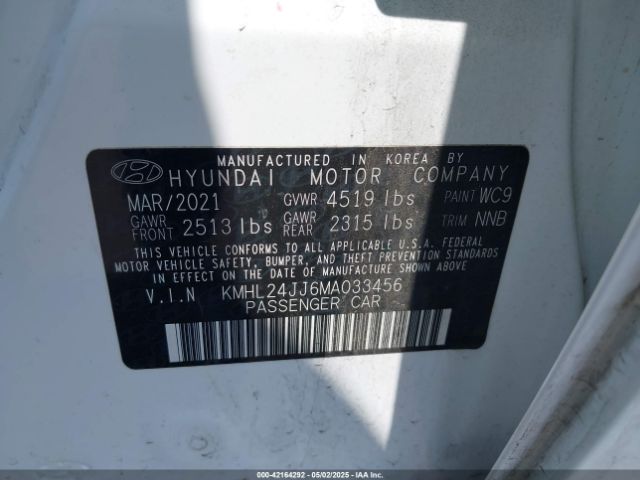 MANUFACTURED IN KOREA BY
HYUNDAI MOTOR COMPANY
MAR/2021 GVWR 4519 lbs PAINT WC9
GAWR FRONT 2513 lbs GAWR REAR 2315 lbs TRIM NNB
THIS VEHICLE CONFORMS TO ALL APPLICABLE U.S.A. FEDERAL
MOTOR VEHICLE SAFETY, BUMPER, AND THEFT PREVENTION STANDARDS
IN EFFECT ON THE DATE OF MANUFACTURE SHOWN ABOVE
V.I.N KMHL24JJ6MA033456
PASSENGER CAR
000-42164292 - 05/02/2025 - IAAI.COM